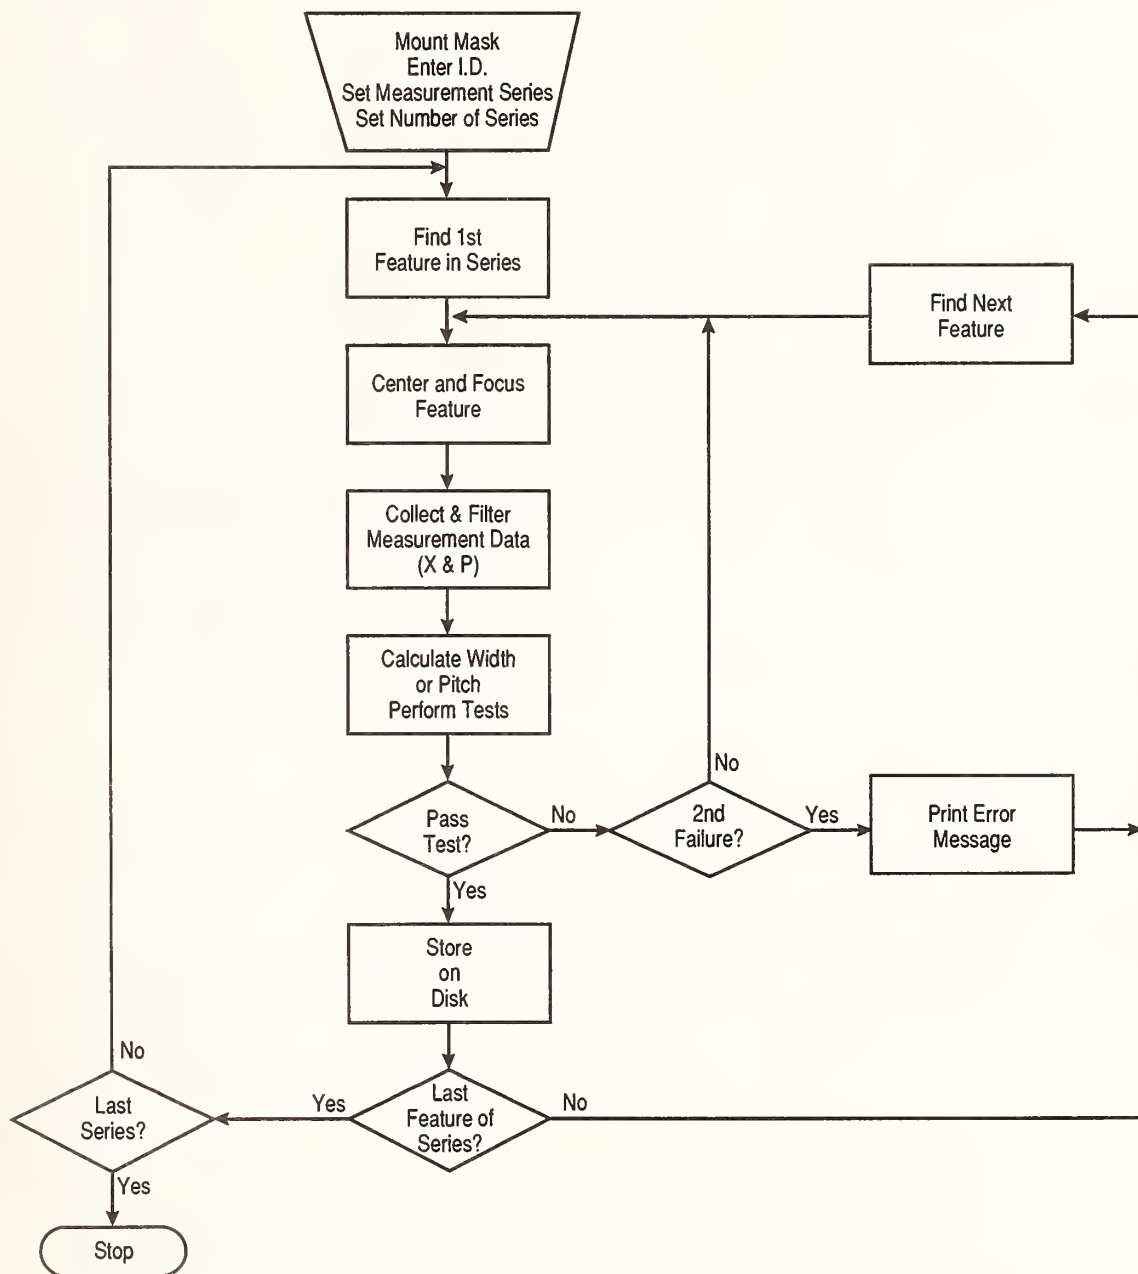 Mount Mask
Enter I.D.
Set Measurement Series
Set Number of Series
Find 1st
Feature in Series
Find Next
Feature
Center and Focus
Feature
Collect & Filter
Measurement Data
(X & P)
Calculate Width
or Pitch
Perform Tests
No
Pass
Test?
No
2nd
Failure?
Yes
Print Error
Message
Yes
Store
on
Disk
No
Last
Series?
Yes
Last
Feature of
Series?
No
Yes
Stop